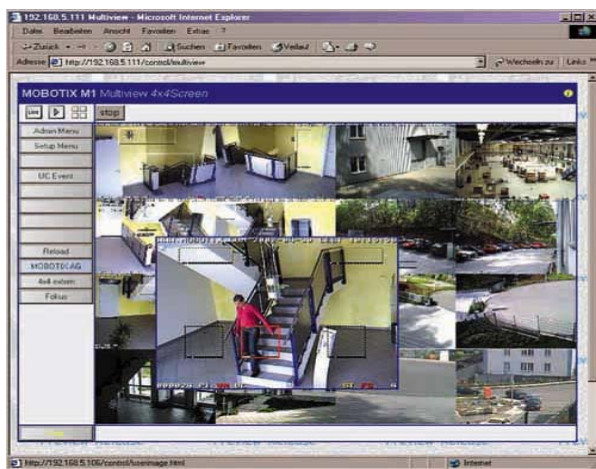 192.168.5.111 Multiview - Microsoft Internet Explorer
Datei Bearbeiten Ansicht Favoriten Extras ?
Zurück Suchen Favoriten Verlauf
Adresse http://192.168.5.111/control/multiview Wechseln zu Links
MOBOTIX M1 Multiview 4x4Screen
Live stop
Admin Menu
Setup Menu
UC Event
Reload
MOBOTIX AG
4x4 extern
Fokus
http://192.168.5.106/control/userimage.html Internet